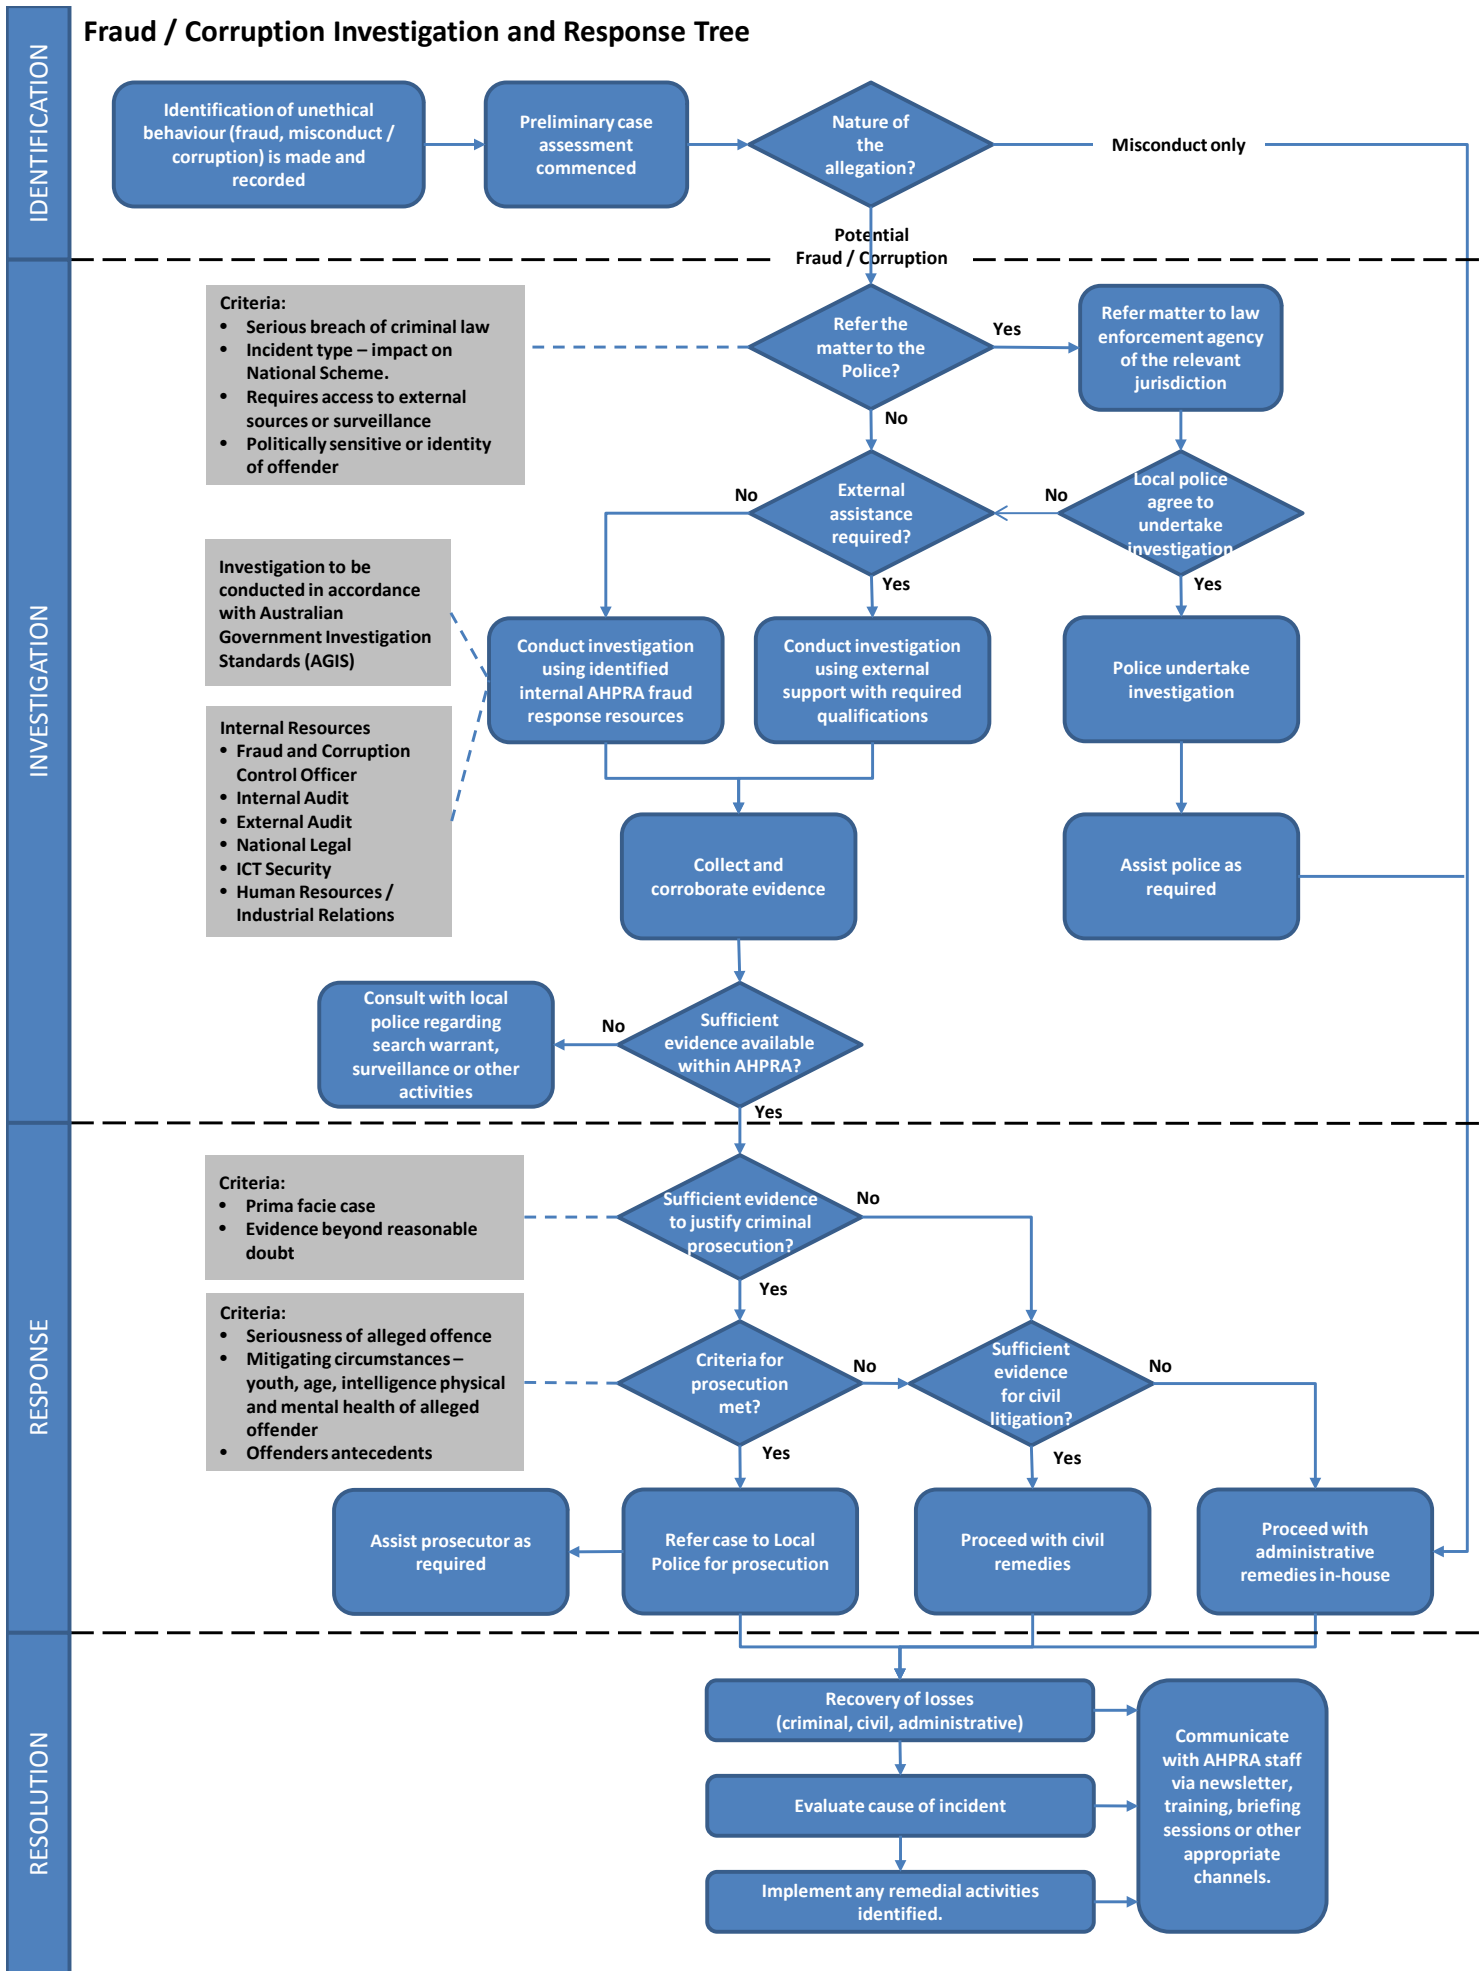 Fraud / Corruption Investigation and Response Tree
IDENTIFICATION
Identification of unethical
behaviour (fraud, misconduct /
corruption) is made and
recorded
Preliminary case
assessment
commenced
Nature of
the
allegation?
Misconduct only
Potential
Fraud / Corruption
INVESTIGATION
Criteria:
• Serious breach of criminal law
• Incident type – impact on
National Scheme.
• Requires access to external
sources or surveillance
• Politically sensitive or identity
of offender
Refer the
matter to the
Police?
Yes
Refer matter to law
enforcement agency
of the relevant
jurisdiction
No
External
assistance
required?
No
No
Local police
agree to
undertake
investigation
Yes
Yes
Investigation to be
conducted in accordance
with Australian
Government Investigation
Standards (AGIS)
Conduct investigation
using identified
internal AHPRA fraud
response resources
Conduct investigation
using external
support with required
qualifications
Police undertake
investigation
Internal Resources
• Fraud and Corruption
Control Officer
• Internal Audit
• External Audit
• National Legal
• ICT Security
• Human Resources /
Industrial Relations
Collect and
corroborate evidence
Assist police as
required
Consult with local
police regarding
search warrant,
surveillance or other
activities
No
Sufficient
evidence available
within AHPRA?
Yes
RESPONSE
Criteria:
• Prima facie case
• Evidence beyond reasonable
doubt
Sufficient evidence
to justify criminal
prosecution?
No
Yes
Criteria:
• Seriousness of alleged offence
• Mitigating circumstances –
youth, age, intelligence physical
and mental health of alleged
offender
• Offenders antecedents
Criteria for
prosecution
met?
No
Sufficient
evidence
for civil
litigation?
No
Yes
Yes
Assist prosecutor as
required
Refer case to Local
Police for prosecution
Proceed with civil
remedies
Proceed with
administrative
remedies in-house
RESOLUTION
Recovery of losses
(criminal, civil, administrative)
Evaluate cause of incident
Implement any remedial activities
identified.
Communicate
with AHPRA staff
via newsletter,
training, briefing
sessions or other
appropriate
channels.